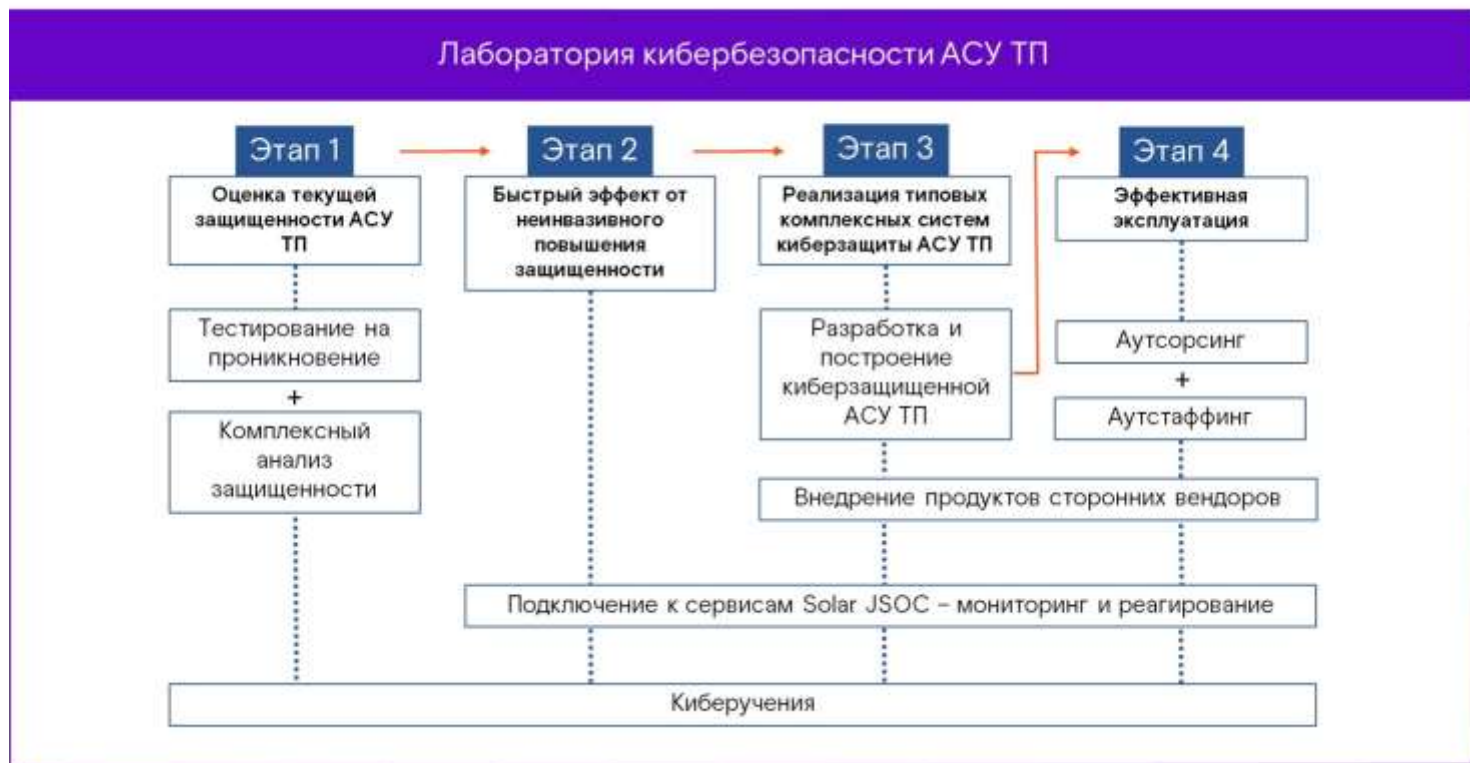 Лаборатория кибербезопасности АСУ ТП
Этап 1
Оценка текущей
защищенности АСУ
ТП
Тестирование на
проникновение
+
Комплексный
анализ
защищенности
Этап 2
Быстрый эффект от
неинвазивного
повышения
защищенности
Этап 3
Реализация типовых
комплексных систем
киберзащиты АСУ ТП
Разработка и
построение
киберзащищенной
АСУ ТП
Этап 4
Эффективная
эксплуатация
Аутсорсинг
+
Аутстаффинг
Внедрение продуктов сторонних вендоров
Подключение к сервисам Solar JSOC – мониторинг и реагирование
Киберучения